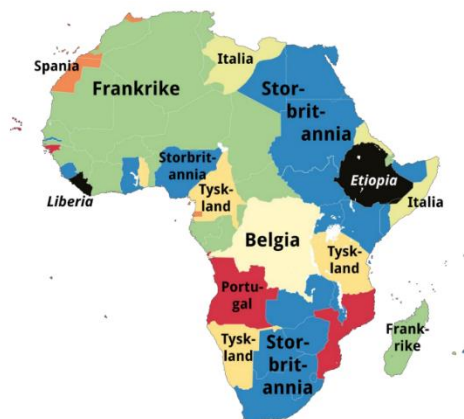 Spania
Frankrike
Italia
Stor-
brit-
annia
Liberia
Storbrit-
annia
Tysk-
land
Etiopia
Italia
Belgia
Tysk-
land
Portu-
gal
Tysk-
land
Stor-
brit-
annia
Frank-
rike